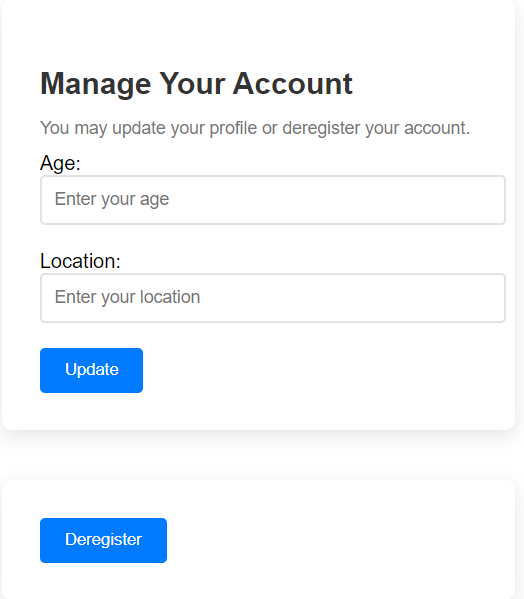 Manage Your Account
You may update your profile or deregister your account.
Age:
Enter your age
Location:
Enter your location
Update
Deregister